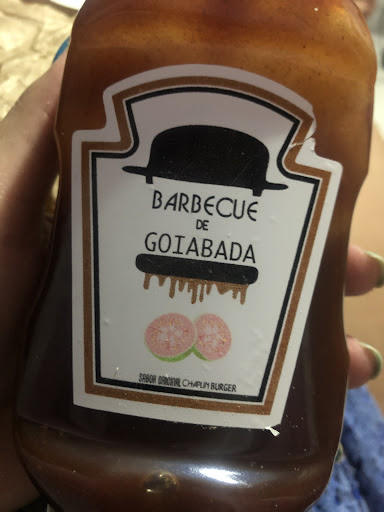 BARBECUE
DE
GOIABADA
SABOR ORIGINAL CHAPLIN BURGER